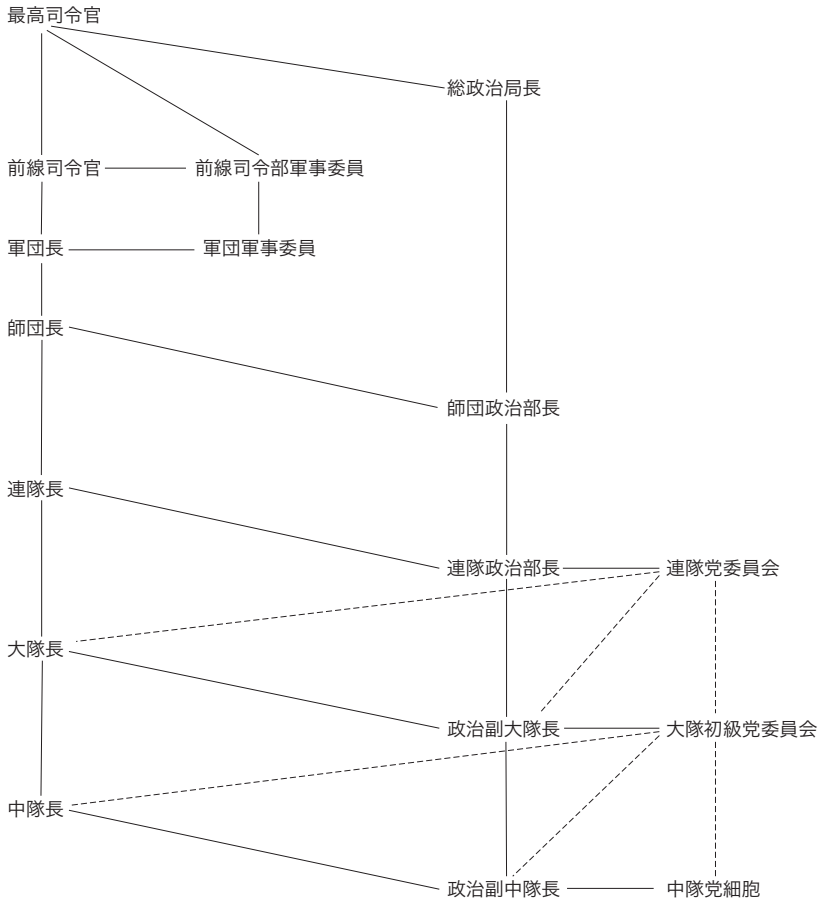 最高司令官
総政治局長
前線司令官
前線司令部軍事委員
軍団長
軍団軍事委員
師団長
師団政治部長
連隊長
連隊政治部長
連隊党委員会
大隊長
政治副大隊長
大隊初級党委員会
中隊長
政治副中隊長
中隊党細胞